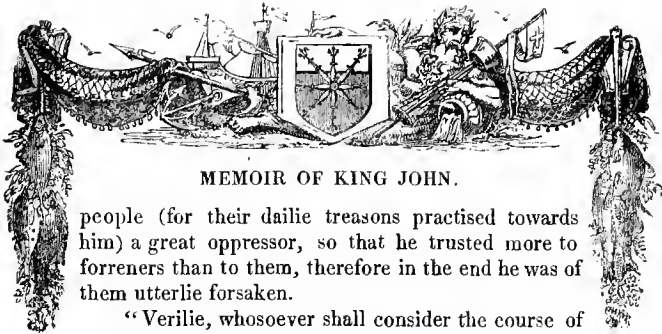 MEMOIR OF KING JOHN.
people (for their dailie treasons practised towards
him) a great oppressor, so that he trusted more to
forreners than to them, therefore in the end he was of
them utterlie forsaken.
“Verilie, whosoever shall consider the course of